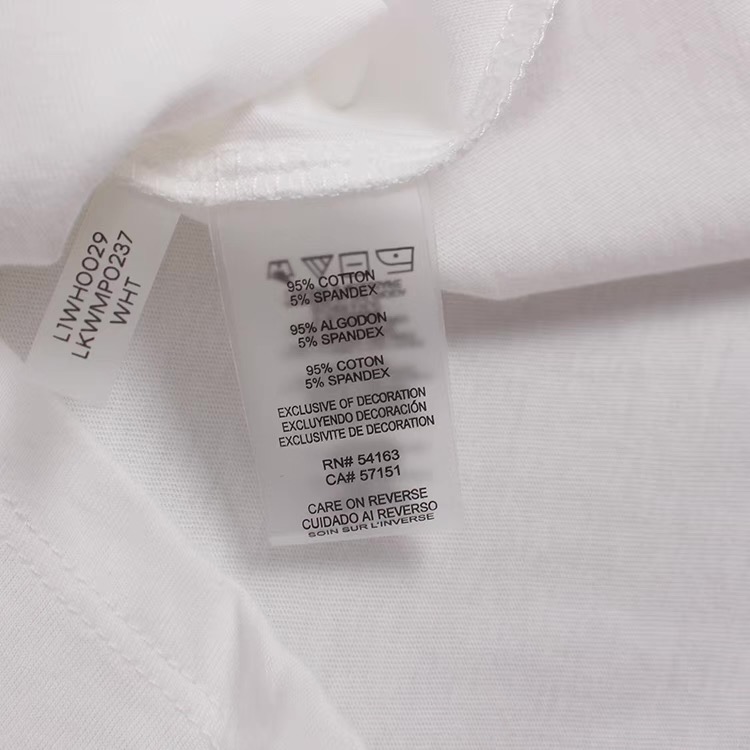 L1WH0029
LKWMP0237
WHT
95% COTTON
5% SPANDEX
95% ALGODON
5% SPANDEX
95% COTON
5% SPANDEX
EXCLUSIVE OF DECORATION
EXCLUYENDO DECORACIÓN
EXCLUSIVITE DE DECORATION
RN# 54163
CA# 57151
CARE ON REVERSE
CUIDADO AI REVERSO
SOIN SUR L'INVERSE